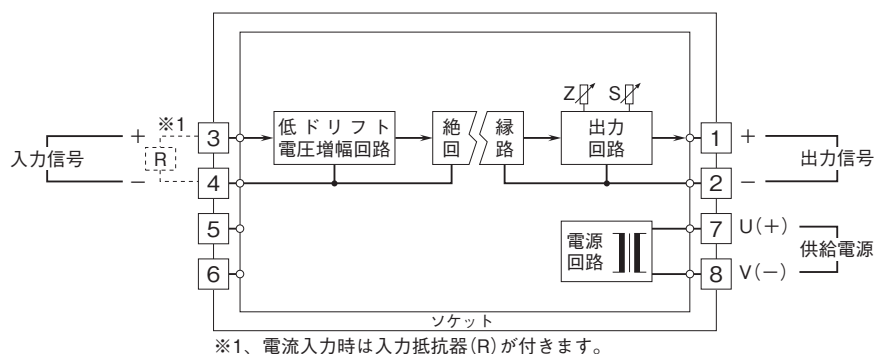 入力信号
+
−
※1
R
3
4
5
6
低ドリフト
電圧増幅回路
絶 縁
回 路
Z S
出力
回路
電源
回路
1
2
7
8
+
−
出力信号
U(+)
V(−)
供給電源
ソケット
※1、電流入力時は入力抵抗器(R)が付きます。